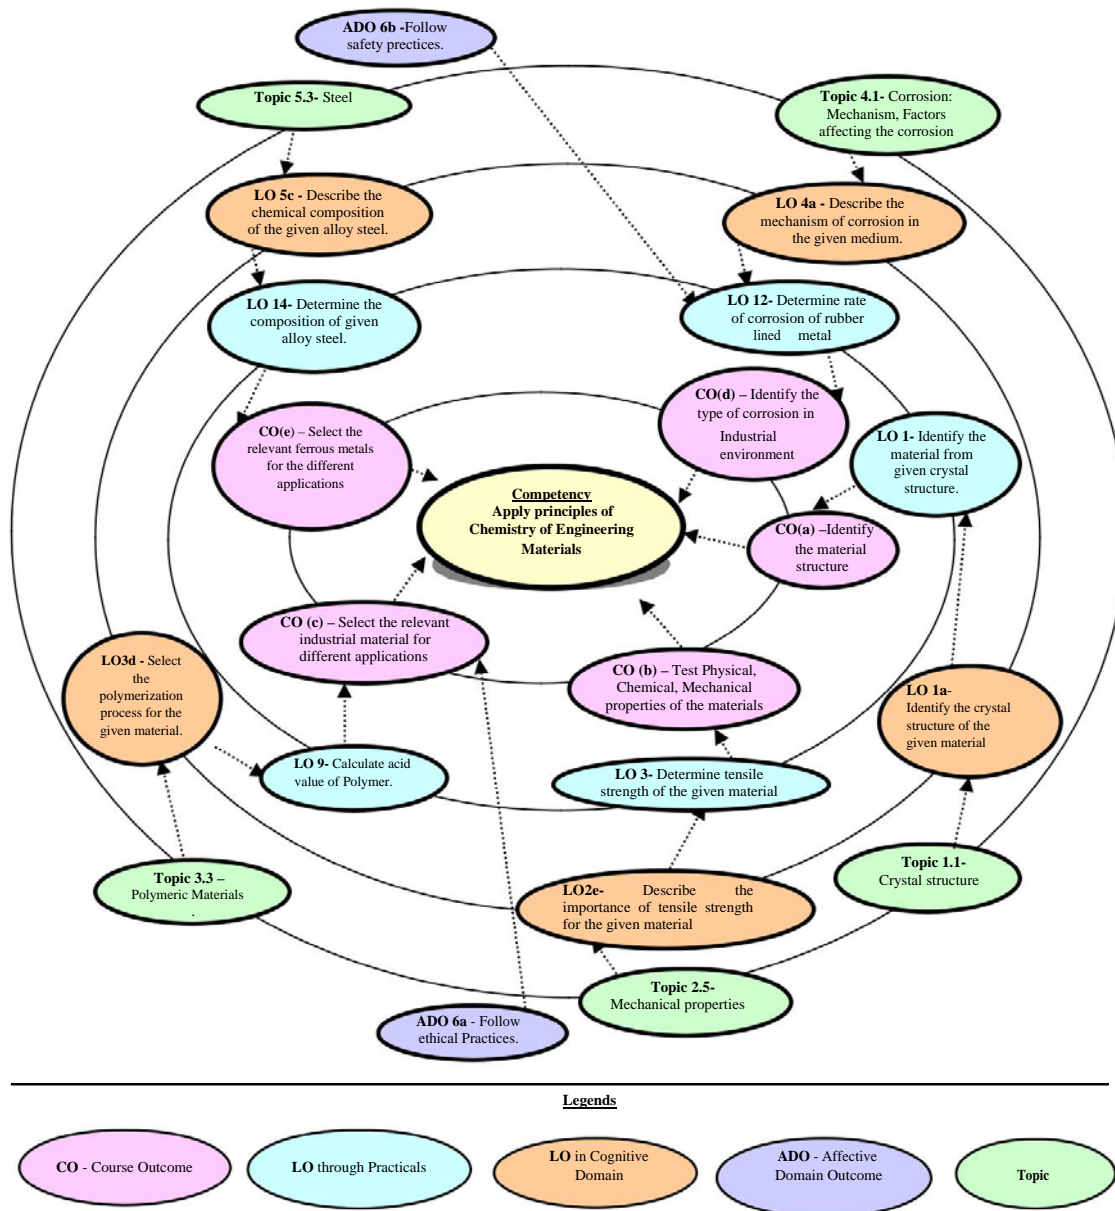 ADO 6b -Follow
safety prectices.
Topic 5.3- Steel
Topic 4.1- Corrosion:
Mechanism, Factors
affecting the corrosion
LO 5c - Describe the
chemical composition
of the given alloy steel.
LO 4a - Describe the
mechanism of corrosion in
the given medium.
LO 14- Determine the
composition of given
alloy steel.
LO 12- Determine rate
of corrosion of rubber
lined metal
CO(d) – Identify the
type of corrosion in
Industrial
environment
CO(e) – Select the
relevant ferrous metals
for the different
applications
LO 1- Identify the
material from
given crystal
structure.
Competency
Apply principles of
Chemistry of Engineering
Materials
CO(a) –Identify
the material
structure
CO (c) – Select the relevant
industrial material for
different applications
CO (b) – Test Physical,
Chemical, Mechanical
properties of the materials
LO3d - Select
the
polymerization
process for the
given material.
LO 1a-
Identify the crystal
structure of the
given material
LO 9- Calculate acid
value of Polymer.
LO 3- Determine tensile
strength of the given material
Topic 3.3 –
Polymeric Materials
.
LO2e- Describe the
importance of tensile strength
for the given material
Topic 1.1-
Crystal structure
Topic 2.5-
Mechanical properties
ADO 6a - Follow
ethical Practices.
Legends
CO - Course Outcome
LO through Practicals
LO in Cognitive
Domain
ADO - Affective
Domain Outcome
Topic